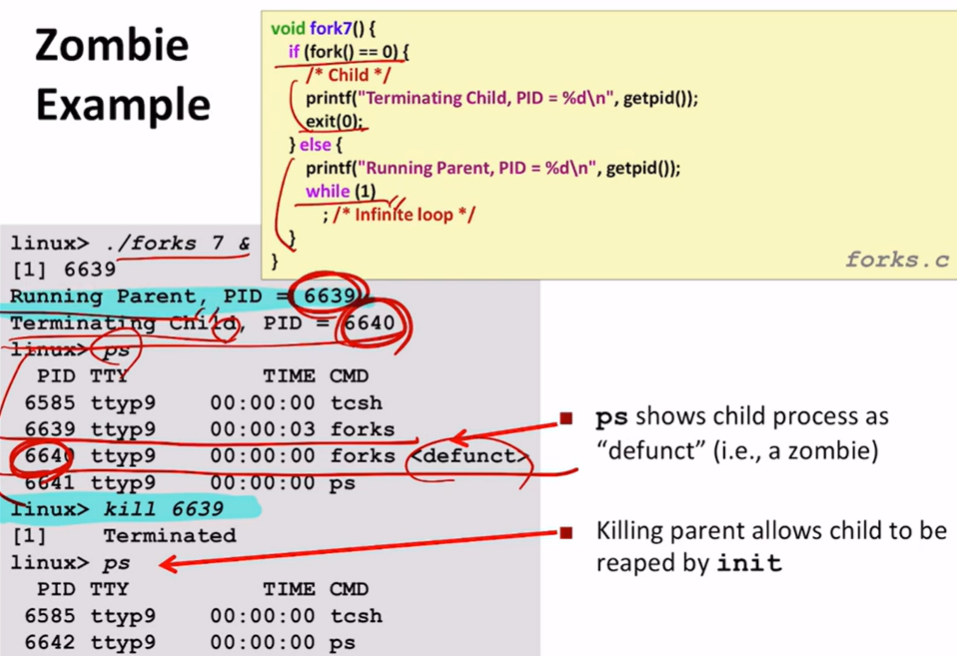 Zombie
Example
void fork7() {
if (fork() == 0) {
/* Child */
printf("Terminating Child, PID = %d\n", getpid());
exit(0);
} else {
printf("Running Parent, PID = %d\n", getpid());
while (1)
; /* Infinite loop */
}
}
forks.c
linux> ./forks 7 &
[1] 6639
Running Parent, PID = 6639
Terminating Child, PID = 6640
linux> ps
PID TTY TIME CMD
6585 ttyp9 00:00:00 tcsh
6639 ttyp9 00:00:03 forks
6640 ttyp9 00:00:00 forks <defunct>
6641 ttyp9 00:00:00 ps
linux> kill 6639
[1] Terminated
linux> ps
PID TTY TIME CMD
6585 ttyp9 00:00:00 tcsh
6642 ttyp9 00:00:00 ps
ps shows child process as
“defunct” (i.e., a zombie)
Killing parent allows child to be
reaped by init